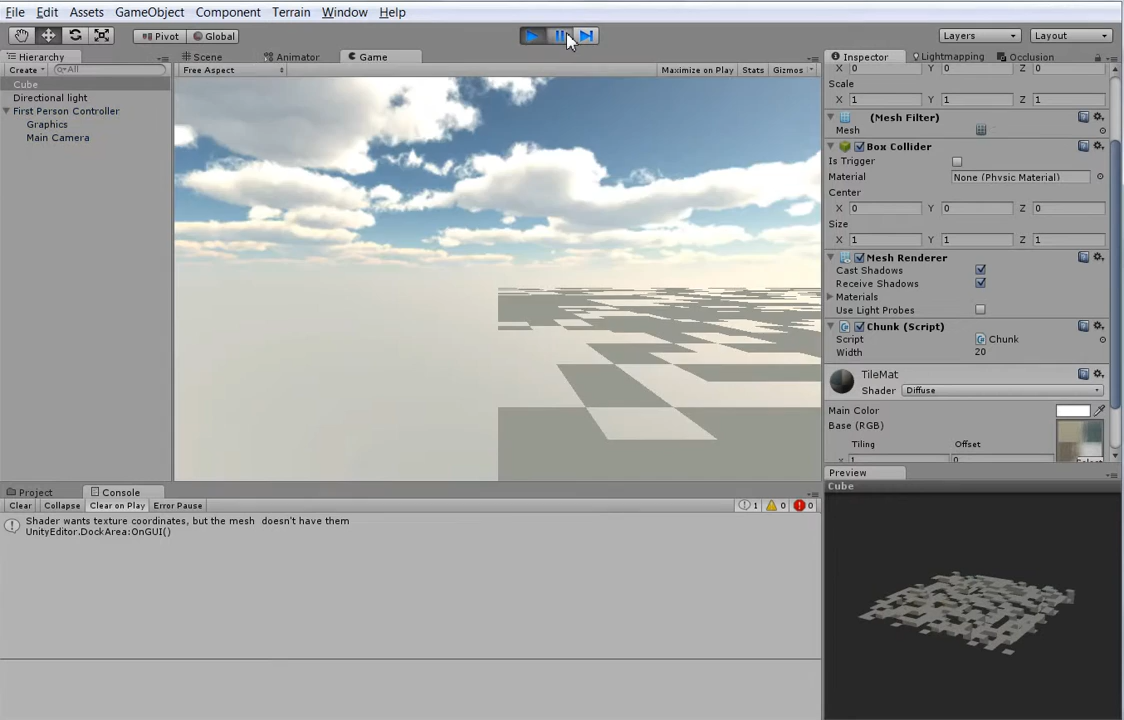 File Edit Assets GameObject Component Terrain Window Help
Pivot Global Layers Layout
Hierarchy
Create All
Cube
Directional light
First Person Controller
Graphics
Main Camera
Scene Animator Game
Free Aspect Maximize on Play Stats Gizmos
Inspector Lightmapping Occlusion
X 0 Y 0 Z 0
Scale
X 1 Y 1 Z 1
(Mesh Filter)
Mesh
Box Collider
Is Trigger
Material None (Physic Material)
Center
X 0 Y 0 Z 0
Size
X 1 Y 1 Z 1
Mesh Renderer
Cast Shadows
Receive Shadows
Materials
Use Light Probes
Chunk (Script)
Script Chunk
Width 20
TileMat
Shader Diffuse
Main Color
Base (RGB)
Tiling Offset
x 1 0
Select
Preview
Cube
Project Console
Clear Collapse Clear on Play Error Pause 1 0 0
Shader wants texture coordinates, but the mesh  doesn't have them
UnityEditor.DockArea:OnGUI()